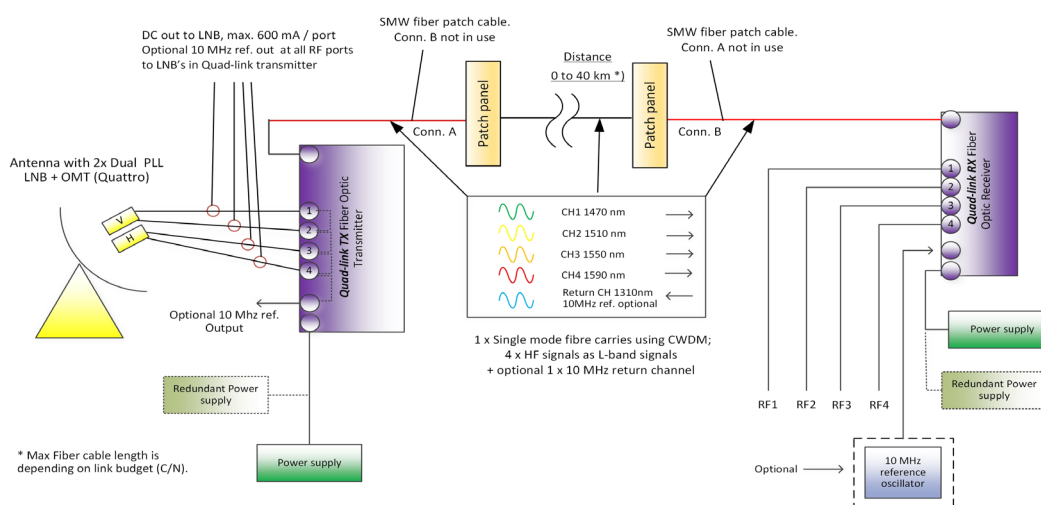 DC out to LNB, max. 600 mA / port
Optional 10 MHz ref. out at all RF ports
to LNB's in Quad-link transmitter
SMW fiber patch cable.
Conn. B not in use
Distance
0 to 40 km *)
SMW fiber patch cable.
Conn. A not in use
Patch panel
Patch panel
Conn. A
Conn. B
Antenna with 2x Dual PLL
LNB + OMT (Quattro)
V
H
1
2
3
4
Quad-link TX Fiber Optic
Transmitter
Optional 10 Mhz ref.
Output
CH1 1470 nm
CH2 1510 nm
CH3 1550 nm
CH4 1590 nm
Return CH 1310nm
10MHz ref. optional
1 x Single mode fibre carries using CWDM;
4 x HF signals as L-band signals
+ optional 1 x 10 MHz return channel
1
2
3
4
Quad-link RX Fiber
Optic Receiver
Power supply
Redundant Power
supply
RF1
RF2
RF3
RF4
Redundant Power
supply
Power supply
* Max Fiber cable length is
depending on link budget (C/N).
Optional
10 MHz
reference
oscillator